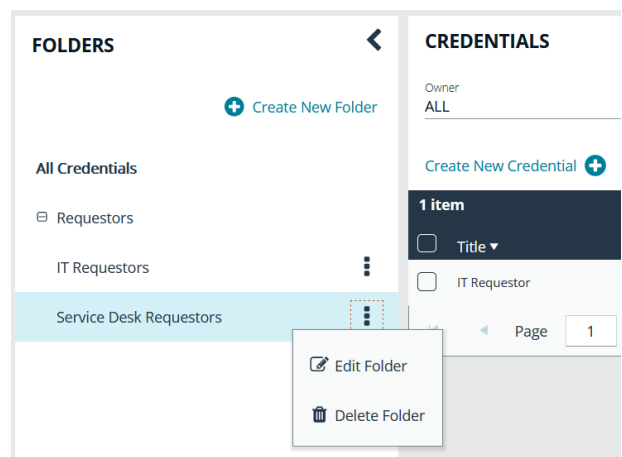 FOLDERS
Create New Folder
All Credentials
Requestors
IT Requestors
Service Desk Requestors
Edit Folder
Delete Folder
CREDENTIALS
Owner
ALL
Create New Credential
1 item
Title
IT Requestor
Page 1